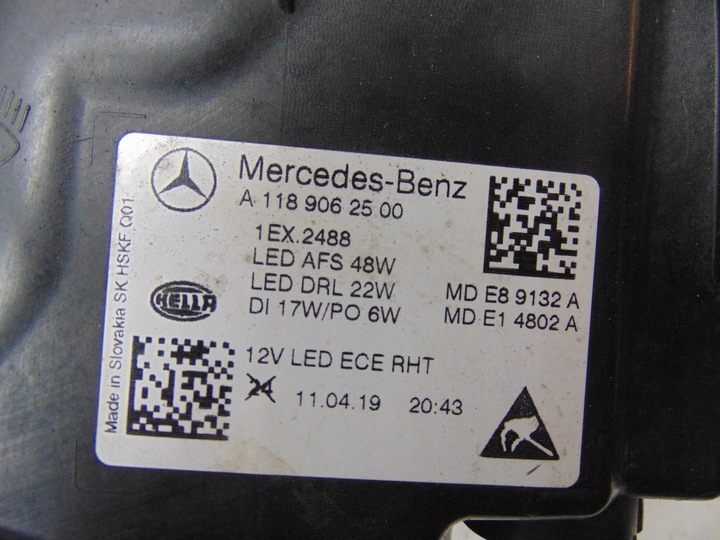 Mercedes-Benz
A 118 906 25 00
1EX.2488
LED AFS 48W
LED DRL 22W
DI 17W/PO 6W
MD E8 9132 A
MD E1 4802 A
HELLA
12V LED ECE RHT
24 11.04.19 20:43
Made in Slovakia SK HSKF Q01